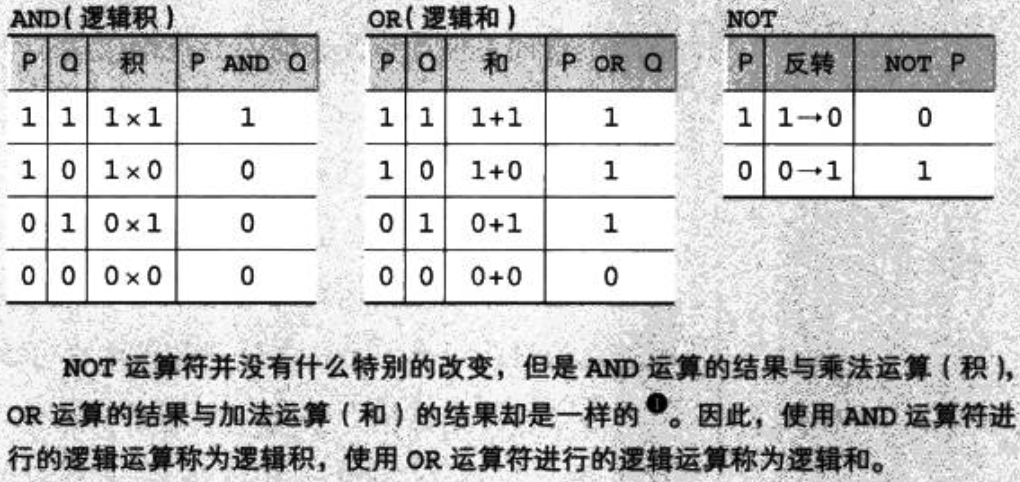 AND(逻辑积) OR(逻辑和) NOT
P Q 积 P AND Q P Q 和 P OR Q P 反转 NOT P
1 1 1×1 1 1 1 1+1 1 1 1→0 0
1 0 1×0 0 1 0 1+0 1 0 0→1 1
0 1 0×1 0 0 1 0+1 1
0 0 0×0 0 0 0 0+0 0
NOT 运算符并没有什么特别的改变，但是 AND 运算的结果与乘法运算（积），
OR 运算的结果与加法运算（和）的结果却是一样的❶。因此，使用 AND 运算符进
行的逻辑运算称为逻辑积，使用 OR 运算符进行的逻辑运算称为逻辑和。